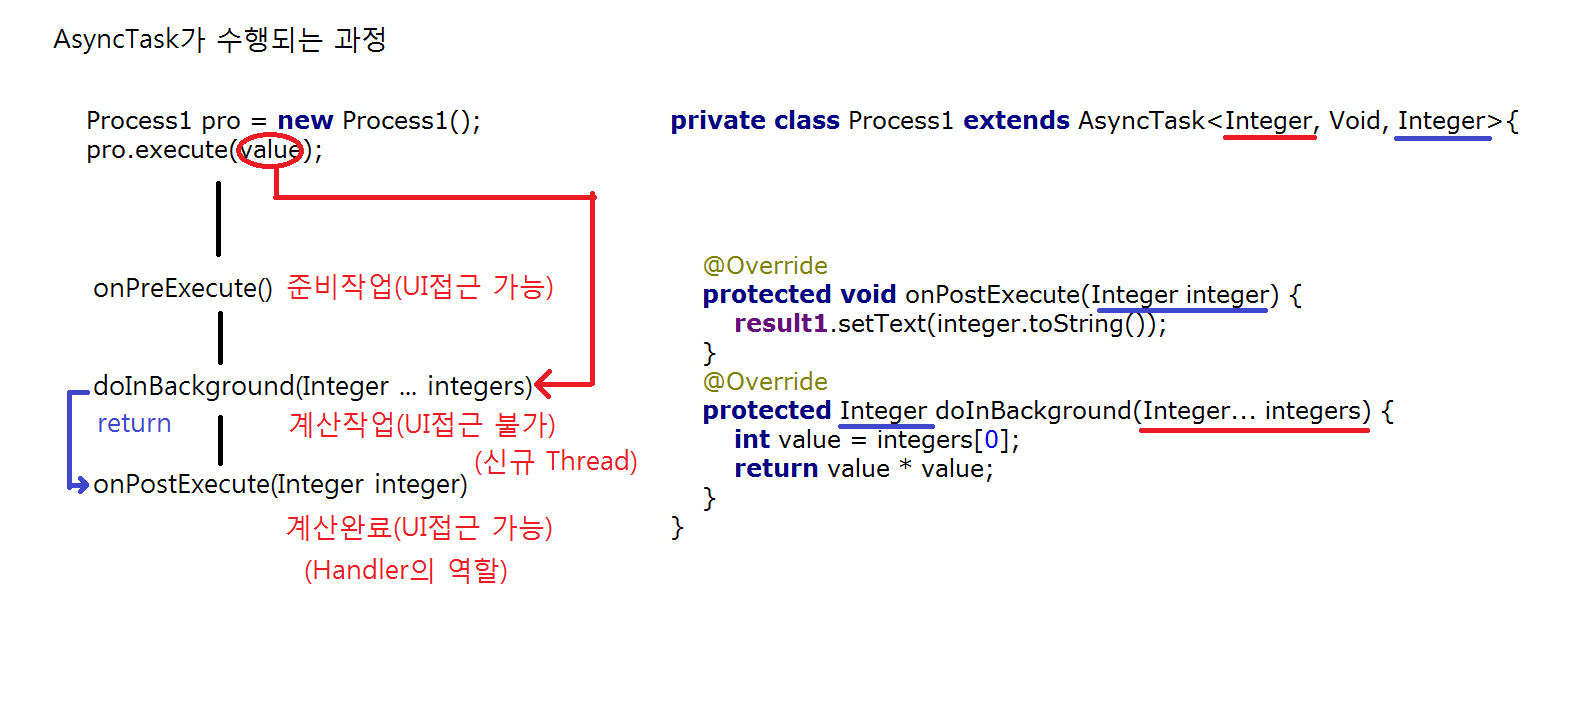 AsyncTask가 수행되는 과정
Process1 pro = new Process1();
pro.execute(value);
onPreExecute() 준비작업(UI접근 가능)
doInBackground(Integer ... integers)
return 계산작업(UI접근 불가)
(신규 Thread)
onPostExecute(Integer integer)
계산완료(UI접근 가능)
(Handler의 역할)
private class Process1 extends AsyncTask<Integer, Void, Integer>{
@Override
protected void onPostExecute(Integer integer) {
result1.setText(integer.toString());
}
@Override
protected Integer doInBackground(Integer... integers) {
int value = integers[0];
return value * value;
}
}